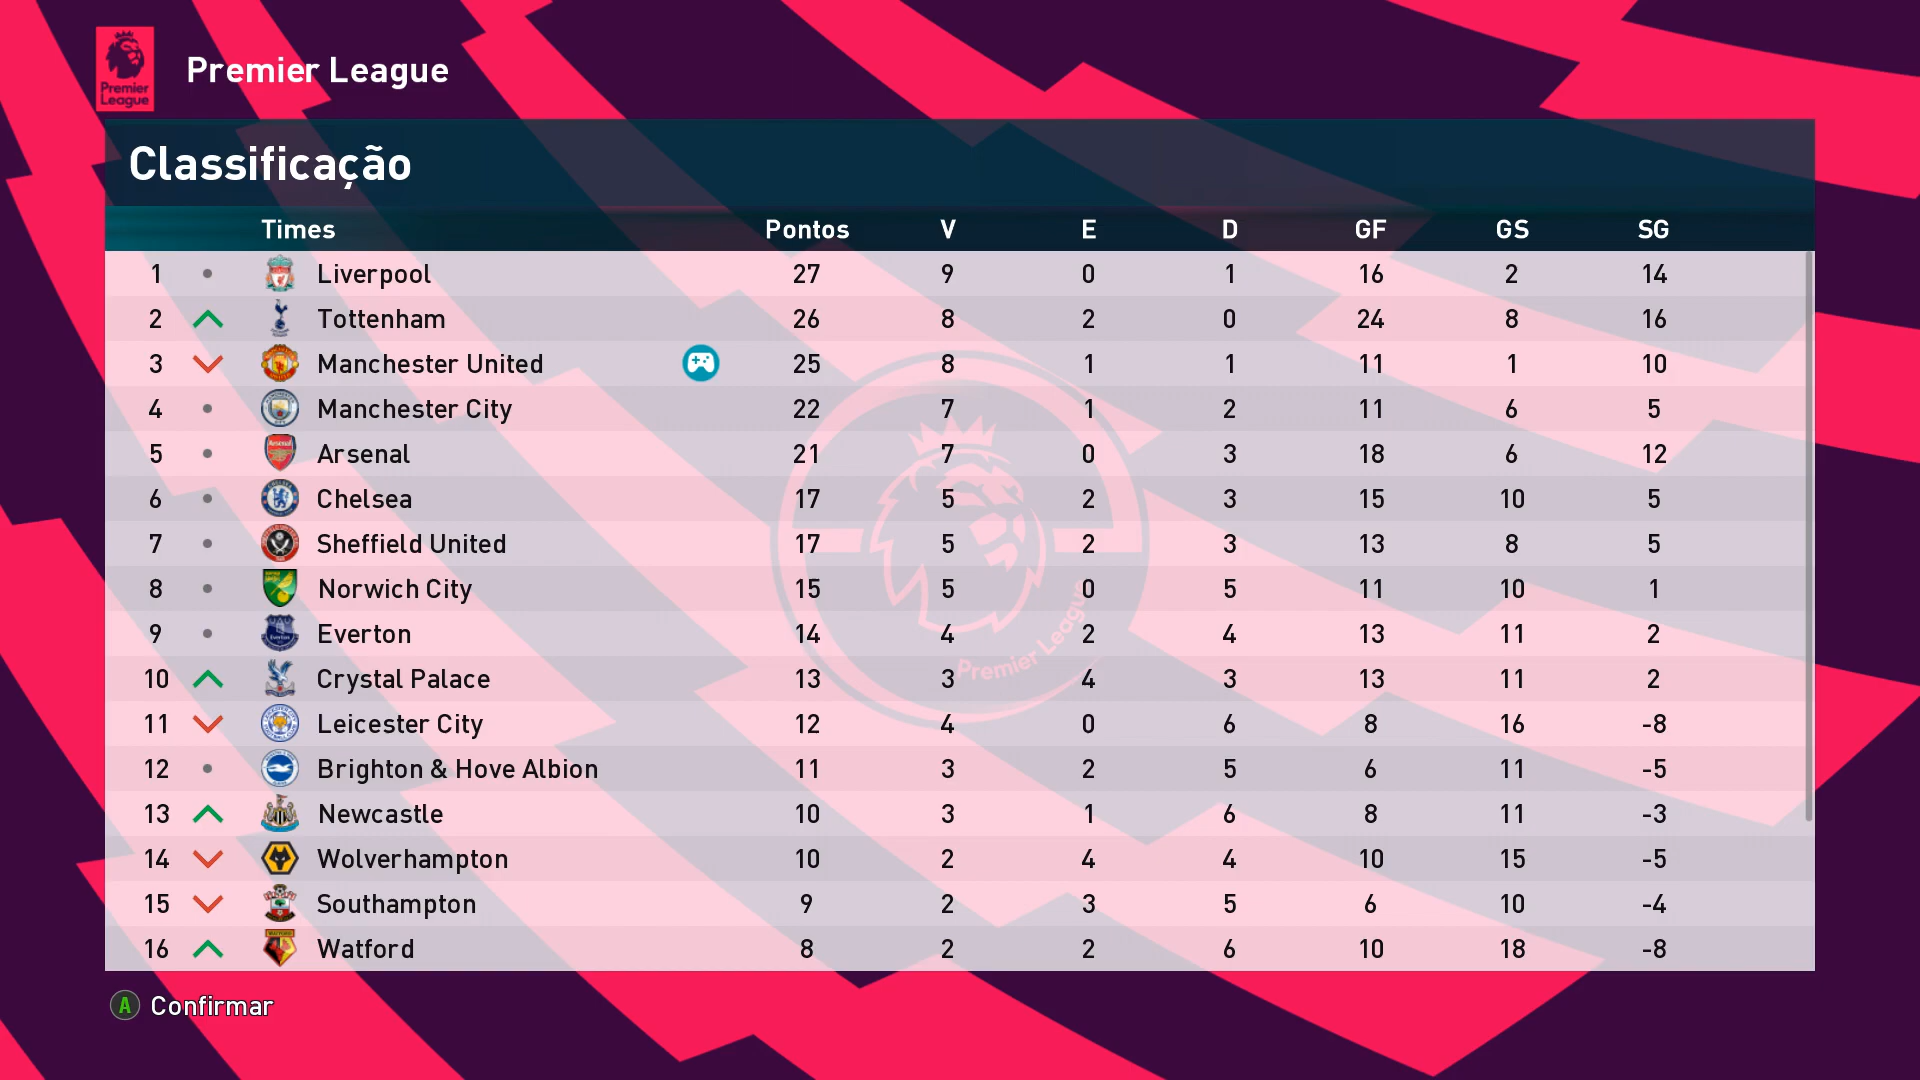 Premier League
Premier
League
Classificação
Times Pontos V E D GF GS SG
1 Liverpool 27 9 0 1 16 2 14
2 Tottenham 26 8 2 0 24 8 16
3 Manchester United 25 8 1 1 11 1 10
4 Manchester City 22 7 1 2 11 6 5
5 Arsenal 21 7 0 3 18 6 12
6 Chelsea 17 5 2 3 15 10 5
7 Sheffield United 17 5 2 3 13 8 5
8 Norwich City 15 5 0 5 11 10 1
9 Everton 14 4 2 4 13 11 2
10 Crystal Palace 13 3 4 3 13 11 2
11 Leicester City 12 4 0 6 8 16 -8
12 Brighton & Hove Albion 11 3 2 5 6 11 -5
13 Newcastle 10 3 1 6 8 11 -3
14 Wolverhampton 10 2 4 4 10 15 -5
15 Southampton 9 2 3 5 6 10 -4
16 Watford 8 2 2 6 10 18 -8
Premier League
A Confirmar